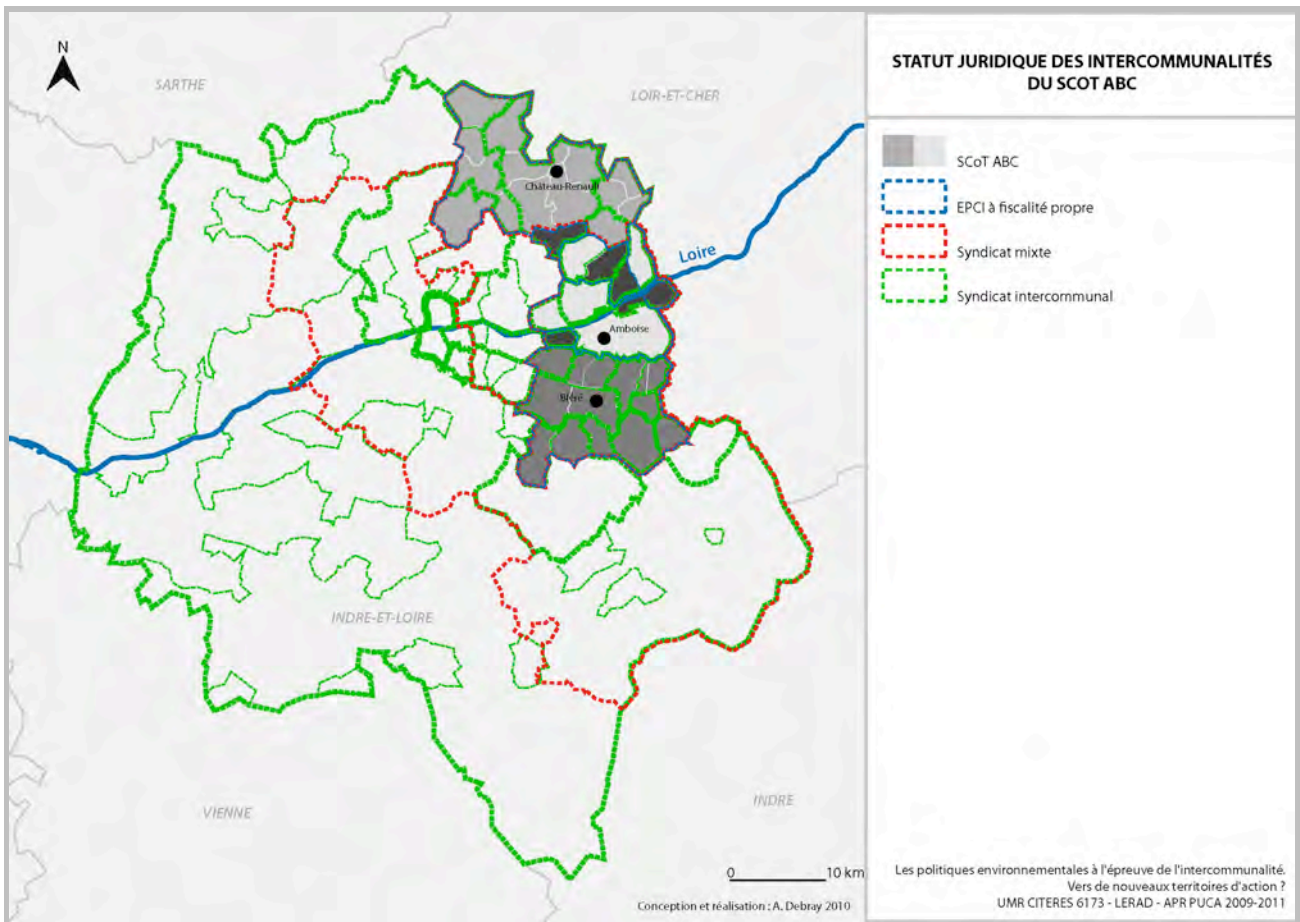 N
SARTHE
LOIR-ET-CHER
Château-Renault
Loire
Amboise
Bléré
INDRE-ET-LOIRE
VIENNE
INDRE
0 10 km
Conception et réalisation : A. Debray 2010
STATUT JURIDIQUE DES INTERCOMMUNALITÉS
DU SCOT ABC
SCoT ABC
EPCI à fiscalité propre
Syndicat mixte
Syndicat intercommunal
Les politiques environnementales à l'épreuve de l'intercommunalité.
Vers de nouveaux territoires d'action ?
UMR CITERES 6173 - LERAD - APR PUCA 2009-2011